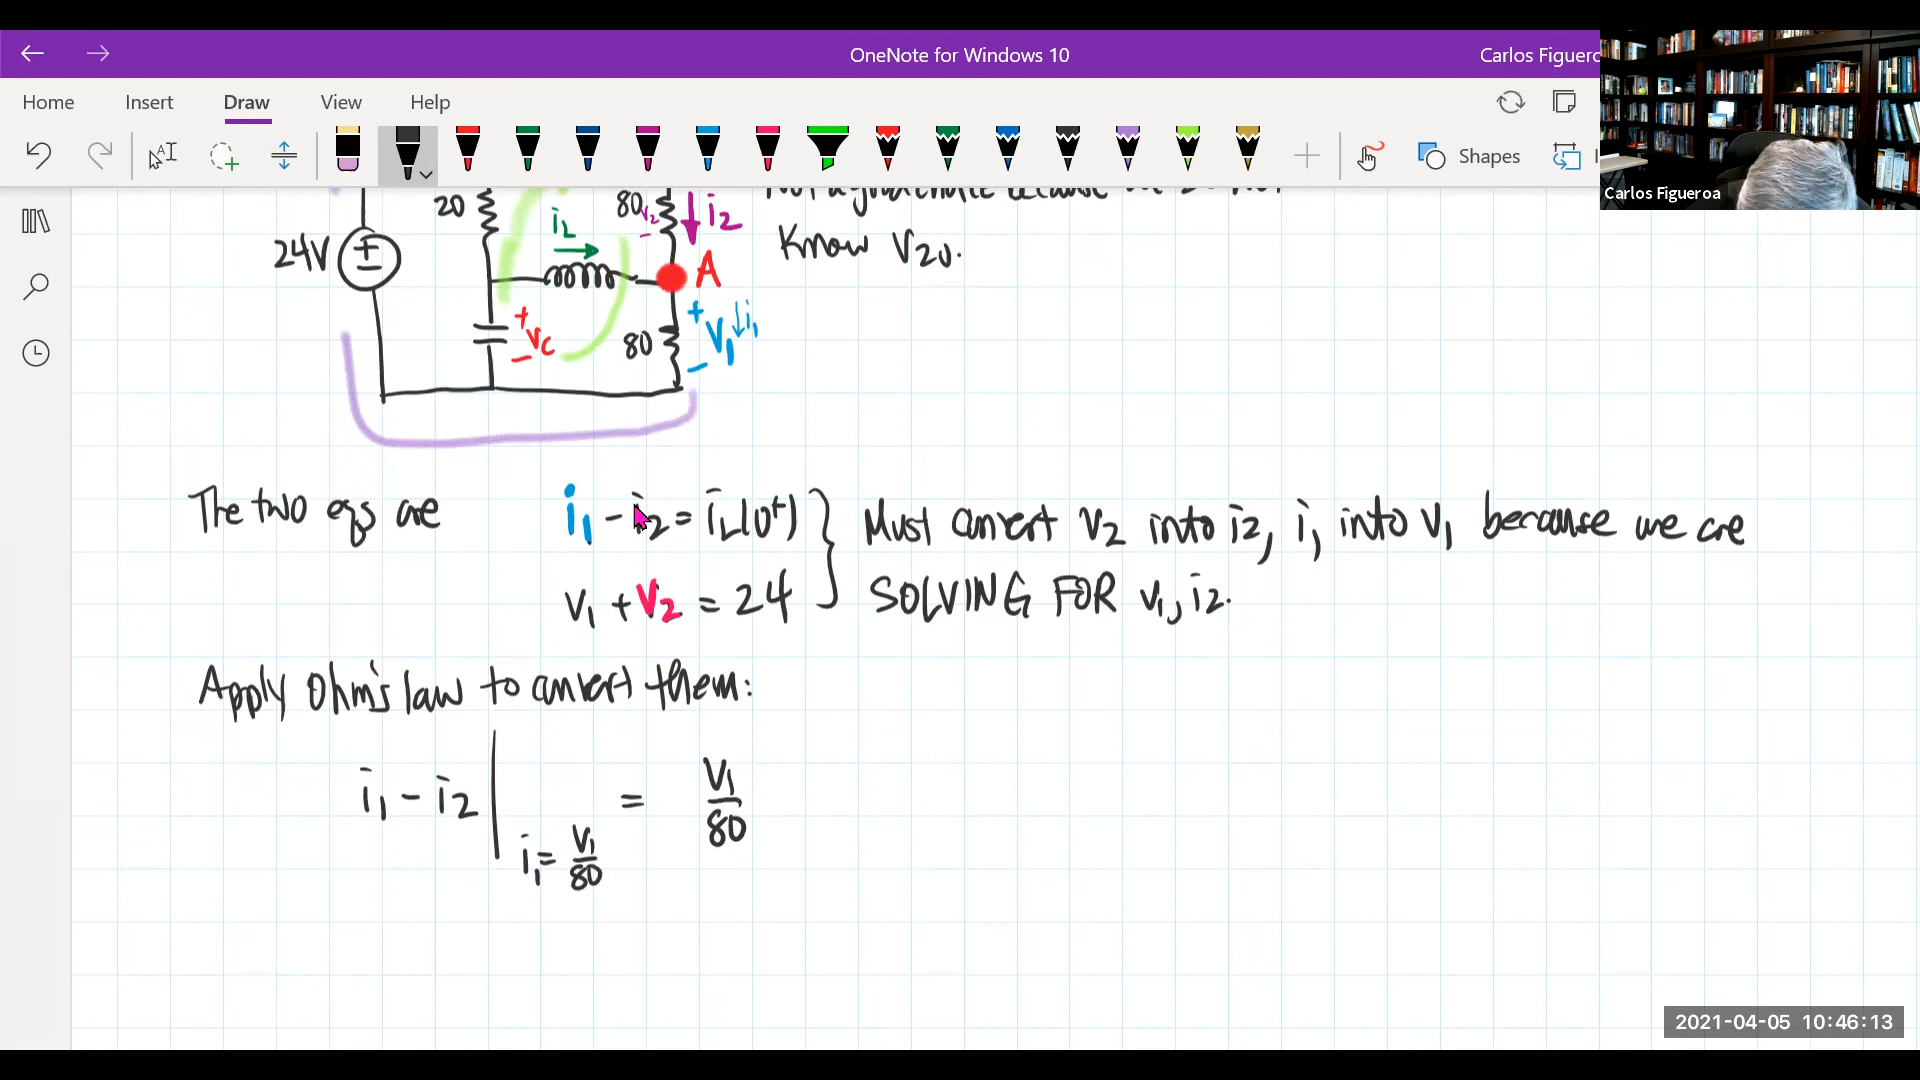 OneNote for Windows 10
Carlos Figuero
Home Insert Draw View Help
Shapes
Carlos Figueroa
20
80
V2
i2
iL
24V
Know V20.
A
+
Vc
-
80
+
V1
i1
-
The two eqs are i1 - i2 = iL(0+) } Must convert V2 into i2, i1 into V1 because we are
V1 + V2 = 24 SOLVING FOR V1, i2.
Apply Ohm's law to convert them:
i1 - i2 | i1 = V1/80 = V1/80
2021-04-05 10:46:13